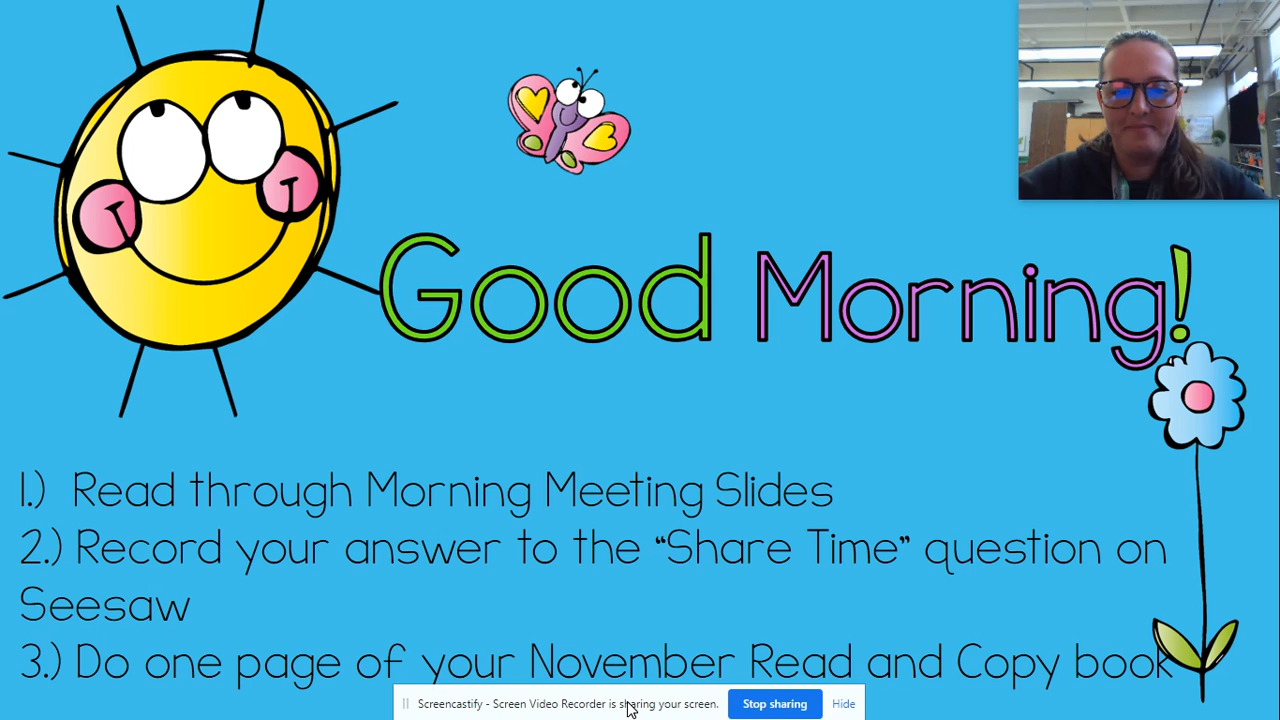 Good Morning!
1.) Read through Morning Meeting Slides
2.) Record your answer to the “Share Time” question on
Seesaw
3.) Do one page of your November Read and Copy book
Screencastify - Screen Video Recorder is sharing your screen. Stop sharing Hide